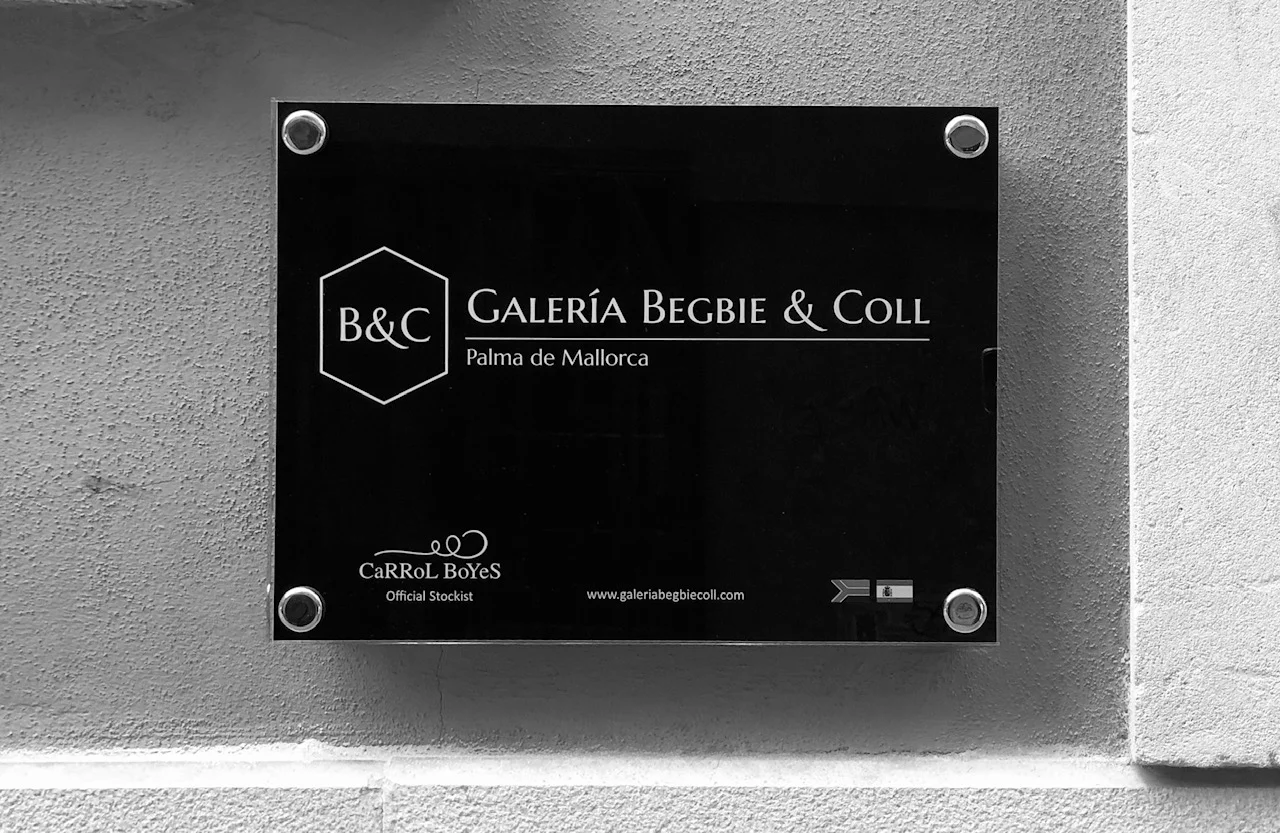 B&C
GALERÍA BEGBIE & COLL
Palma de Mallorca
CaRRoL BoYeS
Official Stockist
www.galeriabegbiecoll.com